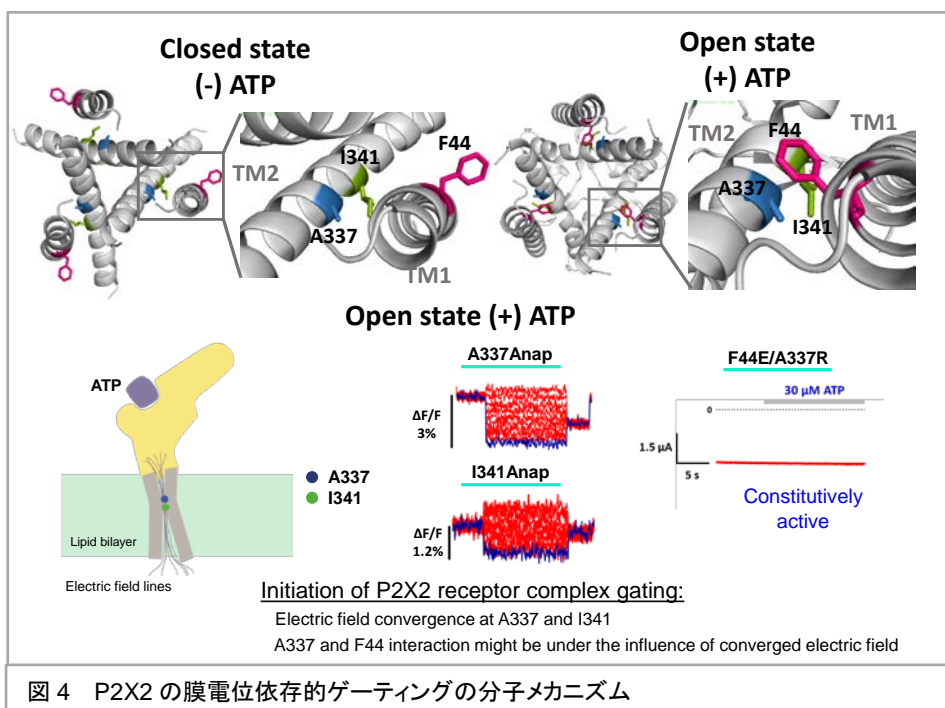 Closed state
(-) ATP
Open state
(+) ATP
TM2
I341
F44
A337
TM1
TM2
F44
TM1
A337
I341
Open state (+) ATP
ATP
A337
I341
Lipid bilayer
Electric field lines
A337Anap
ΔF/F
3%
I341Anap
ΔF/F
1.2%
F44E/A337R
30 µM ATP
0
1.5 µA
5 s
Constitutively
active
Initiation of P2X2 receptor complex gating:
Electric field convergence at A337 and I341
A337 and F44 interaction might be under the influence of converged electric field
図 4 P2X2 の膜電位依存的ゲーティングの分子メカニズム